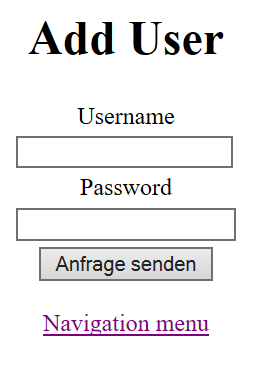 Add User
Username
Password
Anfrage senden
Navigation menu